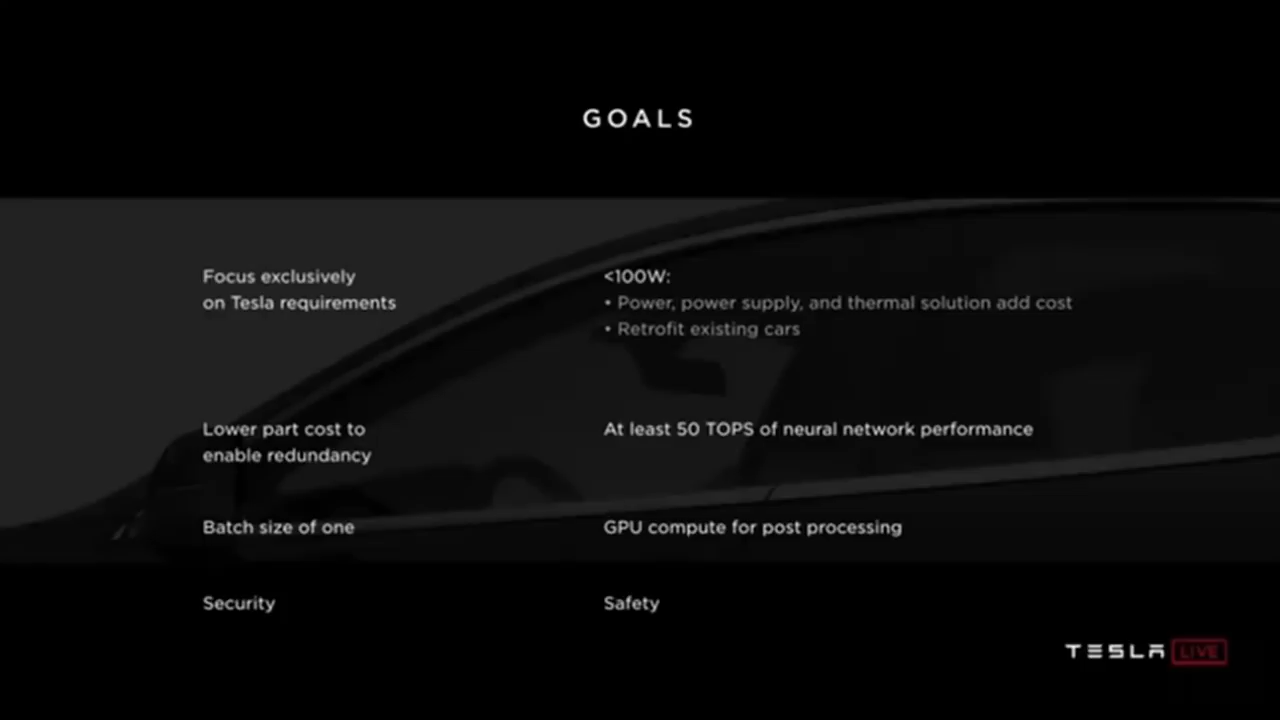 GOALS
Focus exclusively
on Tesla requirements
<100W:
• Power, power supply, and thermal solution add cost
• Retrofit existing cars
Lower part cost to
enable redundancy
At least 50 TOPS of neural network performance
Batch size of one
GPU compute for post processing
Security
Safety
TESLA LIVE